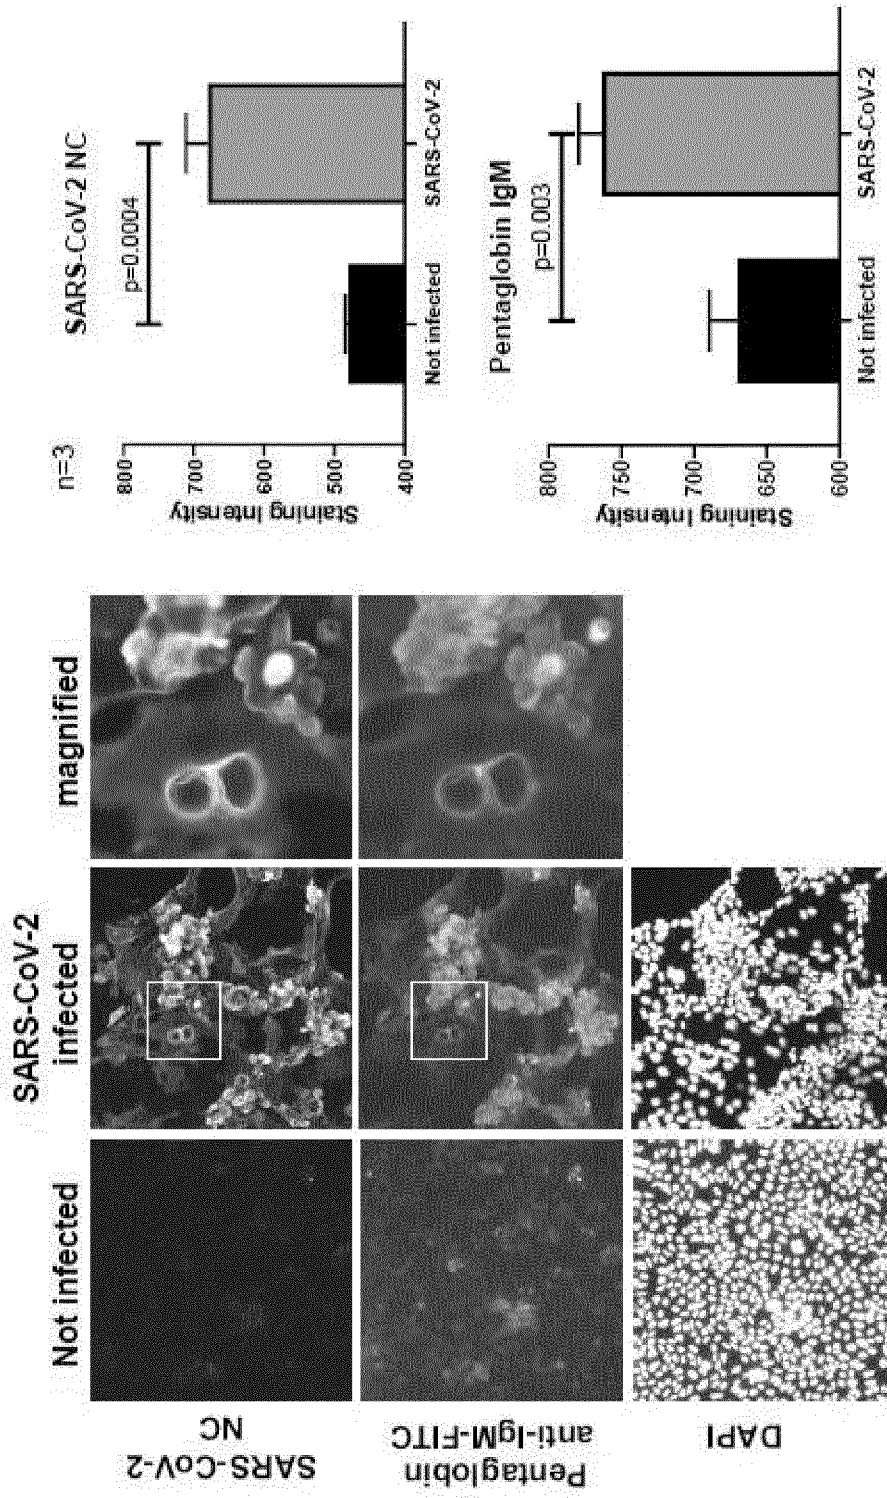 SARS-CoV-2
Not infected
infected
magnified
SARS-CoV-2
NC
Pentaglobin
anti-IgM-FITC
DAPI
n=3
SARS-CoV-2 NC
p=0.0004
Staining Intensity
800
700
600
500
400
Not infected
SARS-CoV-2
Pentaglobin IgM
p=0.003
Staining Intensity
800
750
700
650
600
Not infected
SARS-CoV-2